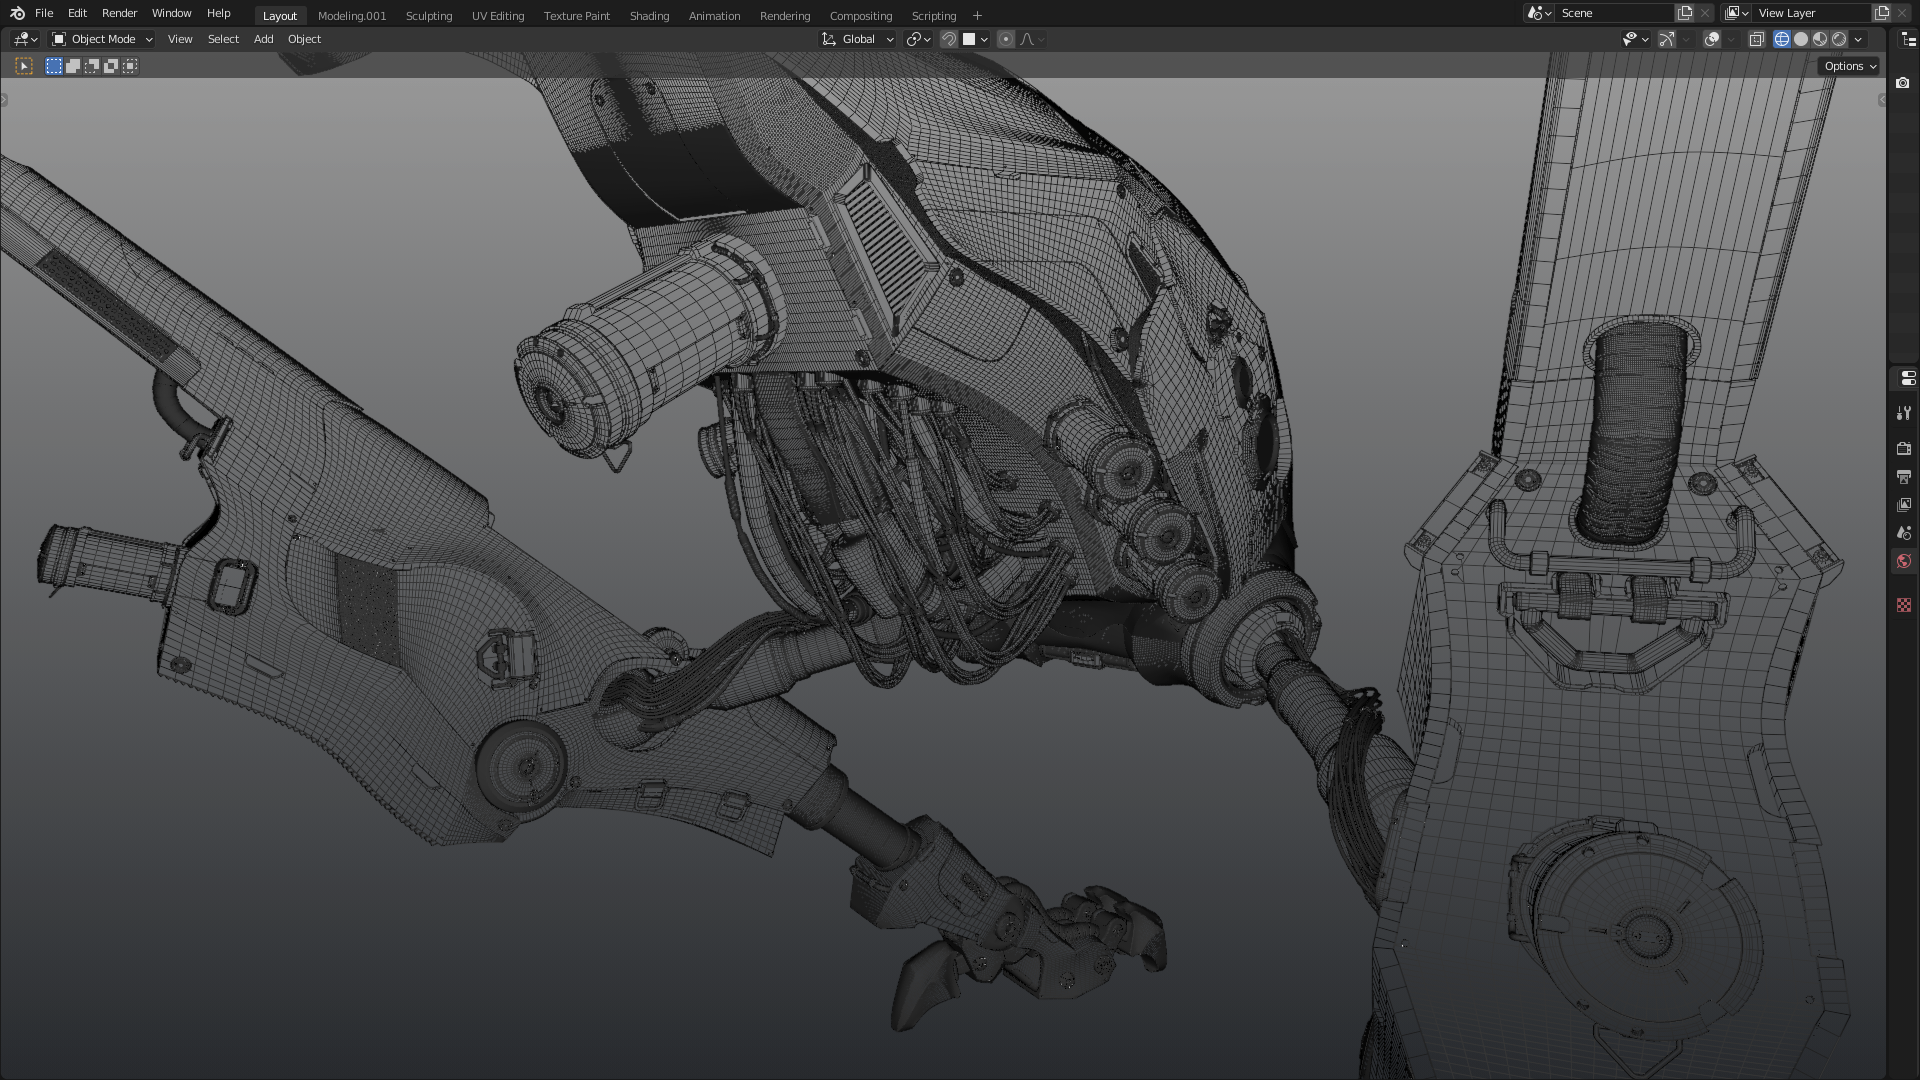 File Edit Render Window Help Layout Modeling.001 Sculpting UV Editing Texture Paint Shading Animation Rendering Compositing Scripting + Scene View Layer
Object Mode View Select Add Object Global
Options